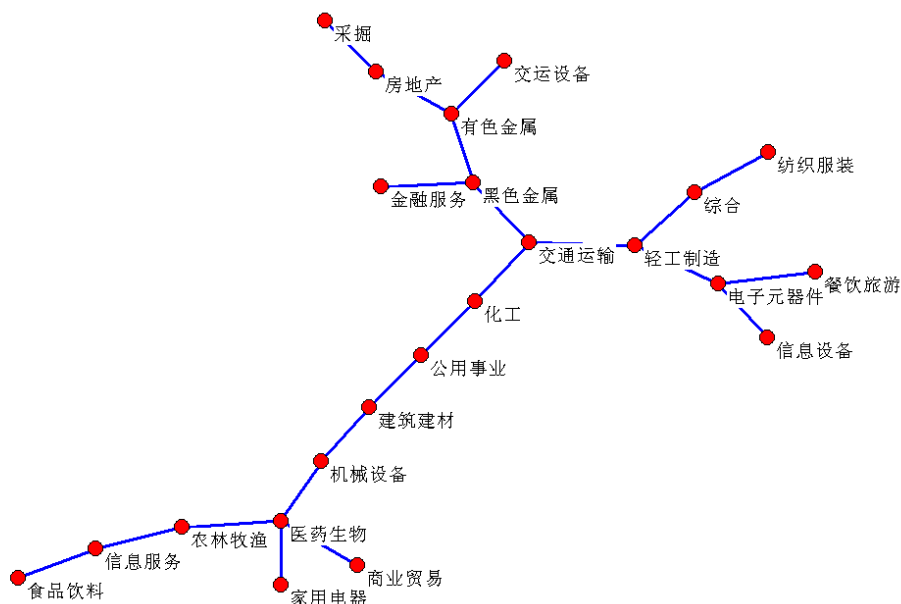 采掘
交运设备
房地产
有色金属
纺织服装
金融服务
黑色金属
综合
交通运输
轻工制造
餐饮旅游
电子元器件
化工
信息设备
公用事业
建筑建材
机械设备
医药生物
农林牧渔
信息服务
商业贸易
食品饮料
家用电器